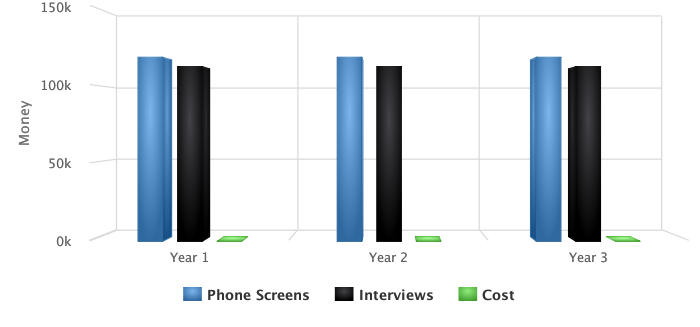 150k
100k
50k
0k
Money
Year 1
Year 2
Year 3
Phone Screens
Interviews
Cost